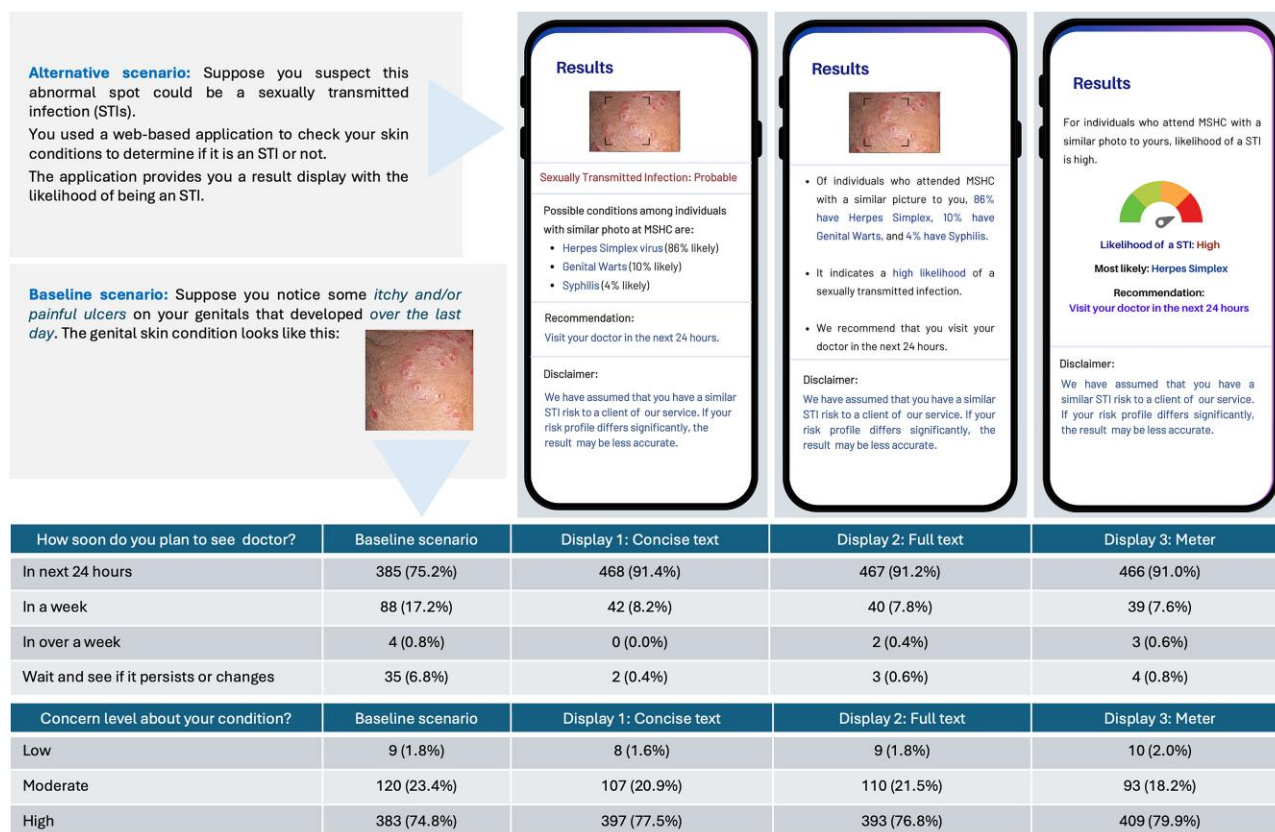 Alternative scenario: Suppose you suspect this
abnormal spot could be a sexually transmitted
infection (STIs).
You used a web-based application to check your skin
conditions to determine if it is an STI or not.
The application provides you a result display with the
likelihood of being an STI.
Baseline scenario: Suppose you notice some itchy and/or
painful ulcers on your genitals that developed over the last
day. The genital skin condition looks like this:
Results
Sexually Transmitted Infection: Probable
Possible conditions among individuals
with similar photo at MSHC are:
• Herpes Simplex virus (86% likely)
• Genital Warts (10% likely)
• Syphilis (4% likely)
Recommendation:
Visit your doctor in the next 24 hours.
Disclaimer:
We have assumed that you have a similar
STI risk to a client of our service. If your
risk profile differs significantly, the
result may be less accurate.
Results
• Of individuals who attended MSHC
with a similar picture to you, 86%
have Herpes Simplex, 10% have
Genital Warts, and 4% have Syphilis.
• It indicates a high likelihood of a
sexually transmitted infection.
• We recommend that you visit your
doctor in the next 24 hours.
Disclaimer:
We have assumed that you have a similar
STI risk to a client of our service. If your
risk profile differs significantly, the
result may be less accurate.
Results
For individuals who attend MSHC with a
similar photo to yours, likelihood of a STI
is high.
Likelihood of a STI: High
Most likely: Herpes Simplex
Recommendation:
Visit your doctor in the next 24 hours
Disclaimer:
We have assumed that you have a
similar STI risk to a client of our service.
If your risk profile differs significantly,
the result may be less accurate.
How soon do you plan to see doctor? Baseline scenario Display 1: Concise text Display 2: Full text Display 3: Meter
In next 24 hours 385 (75.2%) 468 (91.4%) 467 (91.2%) 466 (91.0%)
In a week 88 (17.2%) 42 (8.2%) 40 (7.8%) 39 (7.6%)
In over a week 4 (0.8%) 0 (0.0%) 2 (0.4%) 3 (0.6%)
Wait and see if it persists or changes 35 (6.8%) 2 (0.4%) 3 (0.6%) 4 (0.8%)
Concern level about your condition? Baseline scenario Display 1: Concise text Display 2: Full text Display 3: Meter
Low 9 (1.8%) 8 (1.6%) 9 (1.8%) 10 (2.0%)
Moderate 120 (23.4%) 107 (20.9%) 110 (21.5%) 93 (18.2%)
High 383 (74.8%) 397 (77.5%) 393 (76.8%) 409 (79.9%)